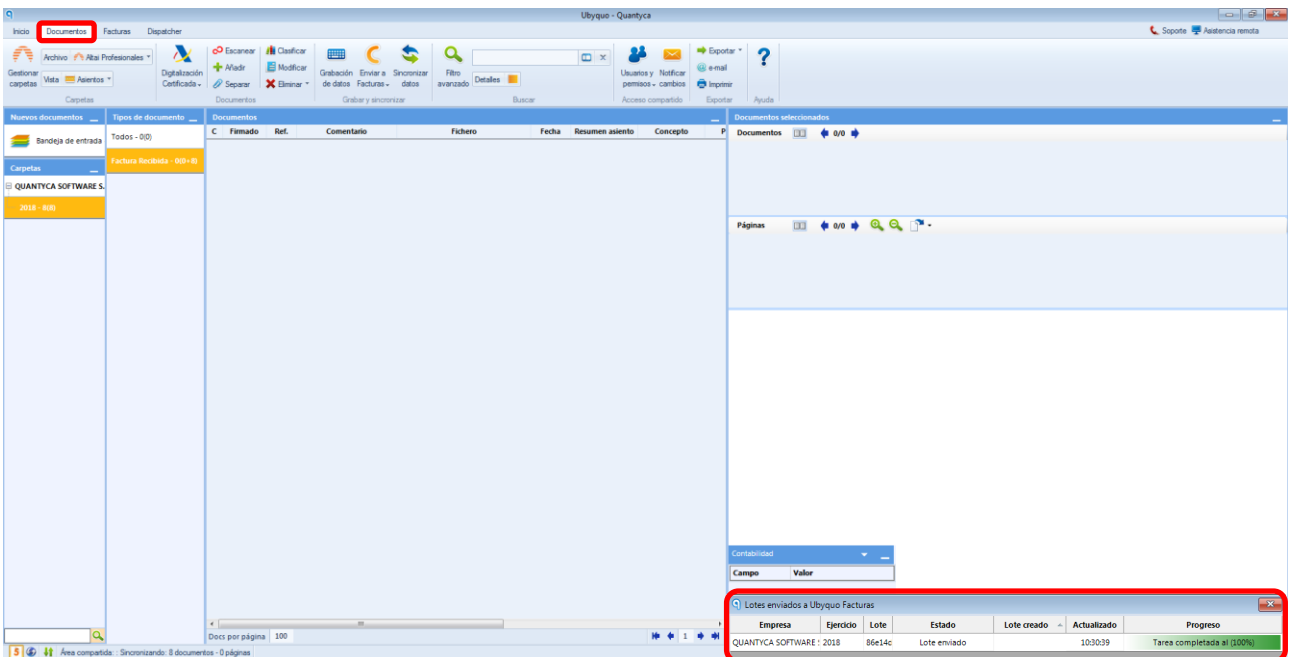 Ubyquo - Quantyca
Inicio Documentos Facturas Dispatcher
Soporte Asistencia remota
Gestionar carpetas
Archivo Altai Profesionales
Vista Asientos
Carpetas
Digitalización Certificada
Escanear Clasificar
Añadir Modificar
Separar Eliminar
Documentos
Grabación de datos
Enviar a Facturas
Sincronizar datos
Grabar y sincronizar
Filtro avanzado
Detalles
Buscar
Usuarios y permisos
Notificar cambios
Acceso compartido
Exportar
e-mail
Imprimir
Exportar
?
Ayuda
Nuevos documentos
Bandeja de entrada
Carpetas
QUANTYCA SOFTWARE S.
2018 - 8(8)
Tipos de documento
Todos - 0(0)
Factura Recibida - 0(0+8)
Documentos
C Firmado Ref. Comentario Fichero Fecha Resumen asiento Concepto P
Documentos seleccionados
Documentos 0/0
Páginas 0/0
Contabilidad
Campo Valor
Lotes enviados a Ubyquo Facturas
Empresa Ejercicio Lote Estado Lote creado Actualizado Progreso
QUANTYCA SOFTWARE 2018 86e14c Lote enviado 10:30:39 Tarea completada al (100%)
Docs por página 100
1
5 Área compartida: : Sincronizando: 8 documentos - 0 páginas